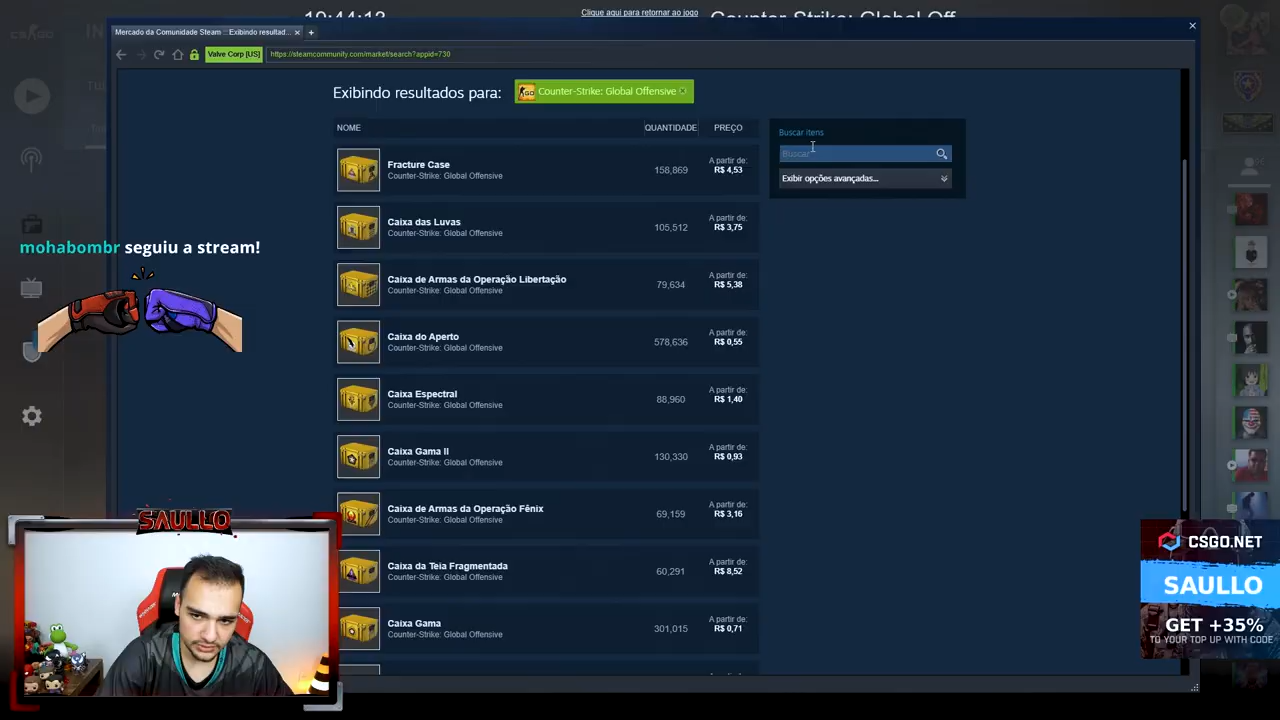 19:44:13
Clique aqui para retornar ao jogo
Counter-Strike: Global Off
Mercado da Comunidade Steam :: Exibindo resultad...
Valve Corp [US]
https://steamcommunity.com/market/search?appid=730
Exibindo resultados para:
Counter-Strike: Global Offensive
NOME
QUANTIDADE
PREÇO
Fracture Case
Counter-Strike: Global Offensive
158,869
A partir de:
R$ 4,53
Caixa das Luvas
Counter-Strike: Global Offensive
105,512
A partir de:
R$ 3,75
Caixa de Armas da Operação Libertação
Counter-Strike: Global Offensive
79,634
A partir de:
R$ 5,38
Caixa do Aperto
Counter-Strike: Global Offensive
578,636
A partir de:
R$ 0,55
Caixa Espectral
Counter-Strike: Global Offensive
88,960
A partir de:
R$ 1,40
Caixa Gama II
Counter-Strike: Global Offensive
130,330
A partir de:
R$ 0,93
Caixa de Armas da Operação Fênix
Counter-Strike: Global Offensive
69,159
A partir de:
R$ 3,16
Caixa da Teia Fragmentada
Counter-Strike: Global Offensive
60,291
A partir de:
R$ 8,52
Caixa Gama
Counter-Strike: Global Offensive
301,015
A partir de:
R$ 0,71
Buscar itens
Buscar
Exibir opções avançadas...
mohabombr seguiu a stream!
SAULLO
CSGO.NET
SAULLO
GET +35%
TO YOUR TOP UP WITH CODE